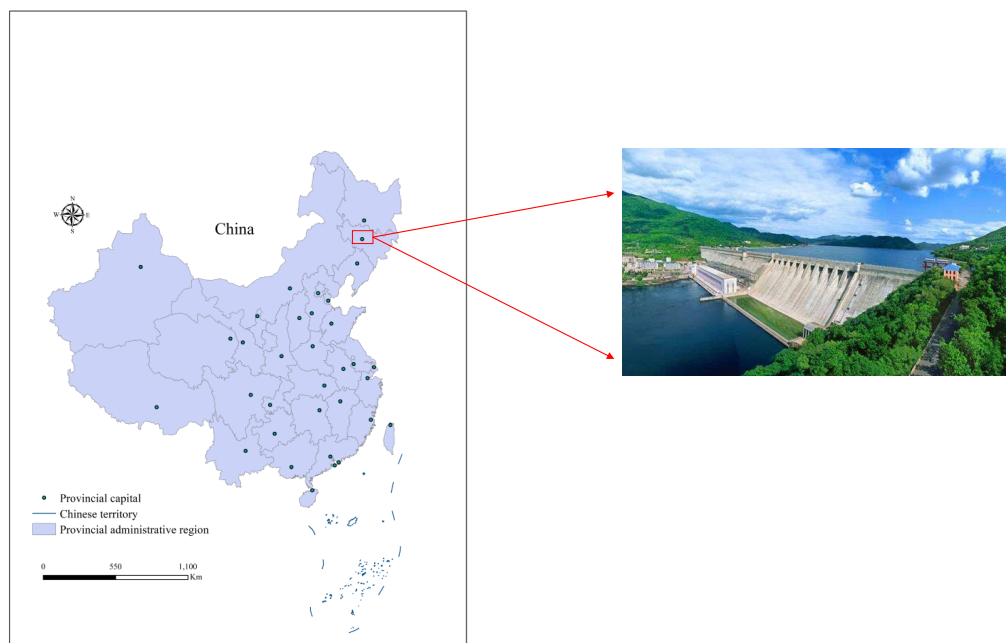 N
W E
S
China
Provincial capital
Chinese territory
Provincial administrative region
0 550 1,100
Km